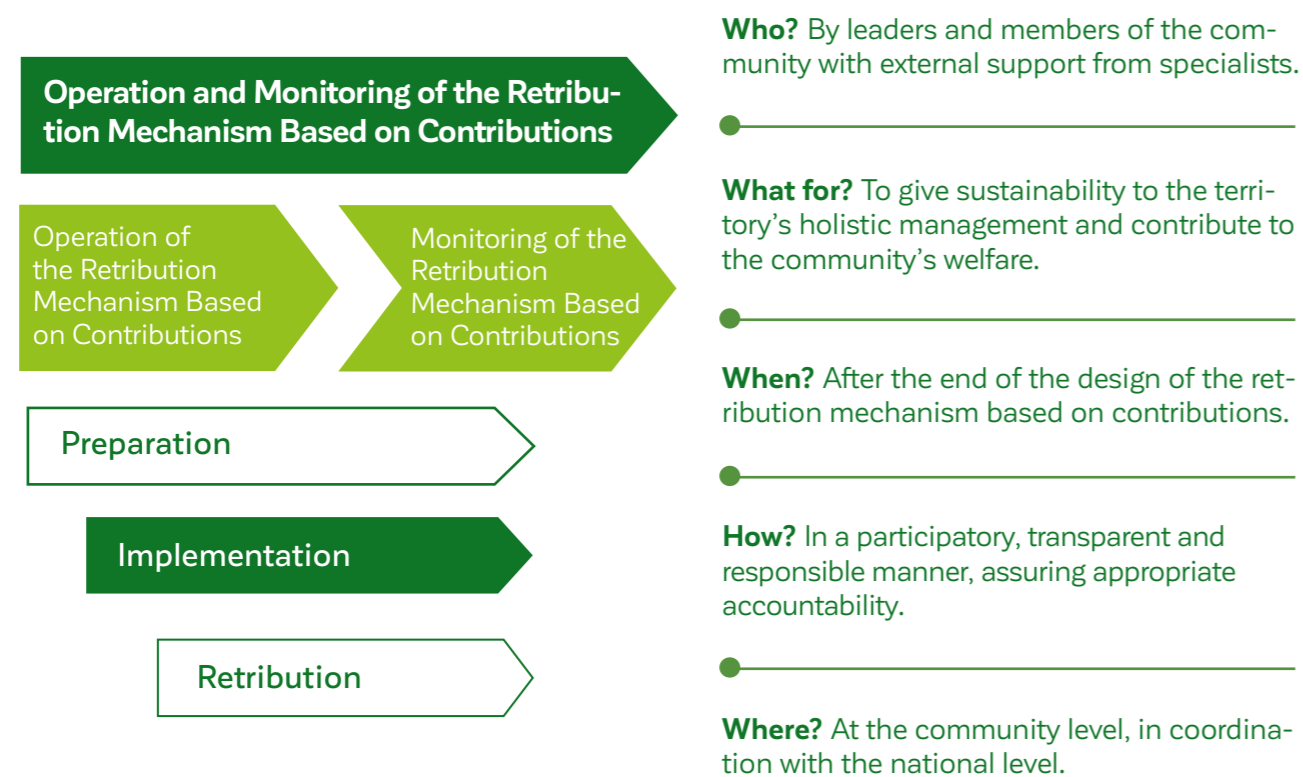 Operation and Monitoring of the Retribu-
tion Mechanism Based on Contributions
Operation of
the Retribution
Mechanism Based
on Contributions
Monitoring of the
Retribution
Mechanism Based
on Contributions
Preparation
Implementation
Retribution
Who? By leaders and members of the com-
munity with external support from specialists.
What for? To give sustainability to the terri-
tory’s holistic management and contribute to
the community’s welfare.
When? After the end of the design of the ret-
ribution mechanism based on contributions.
How? In a participatory, transparent and
responsible manner, assuring appropriate
accountability.
Where? At the community level, in coordina-
tion with the national level.